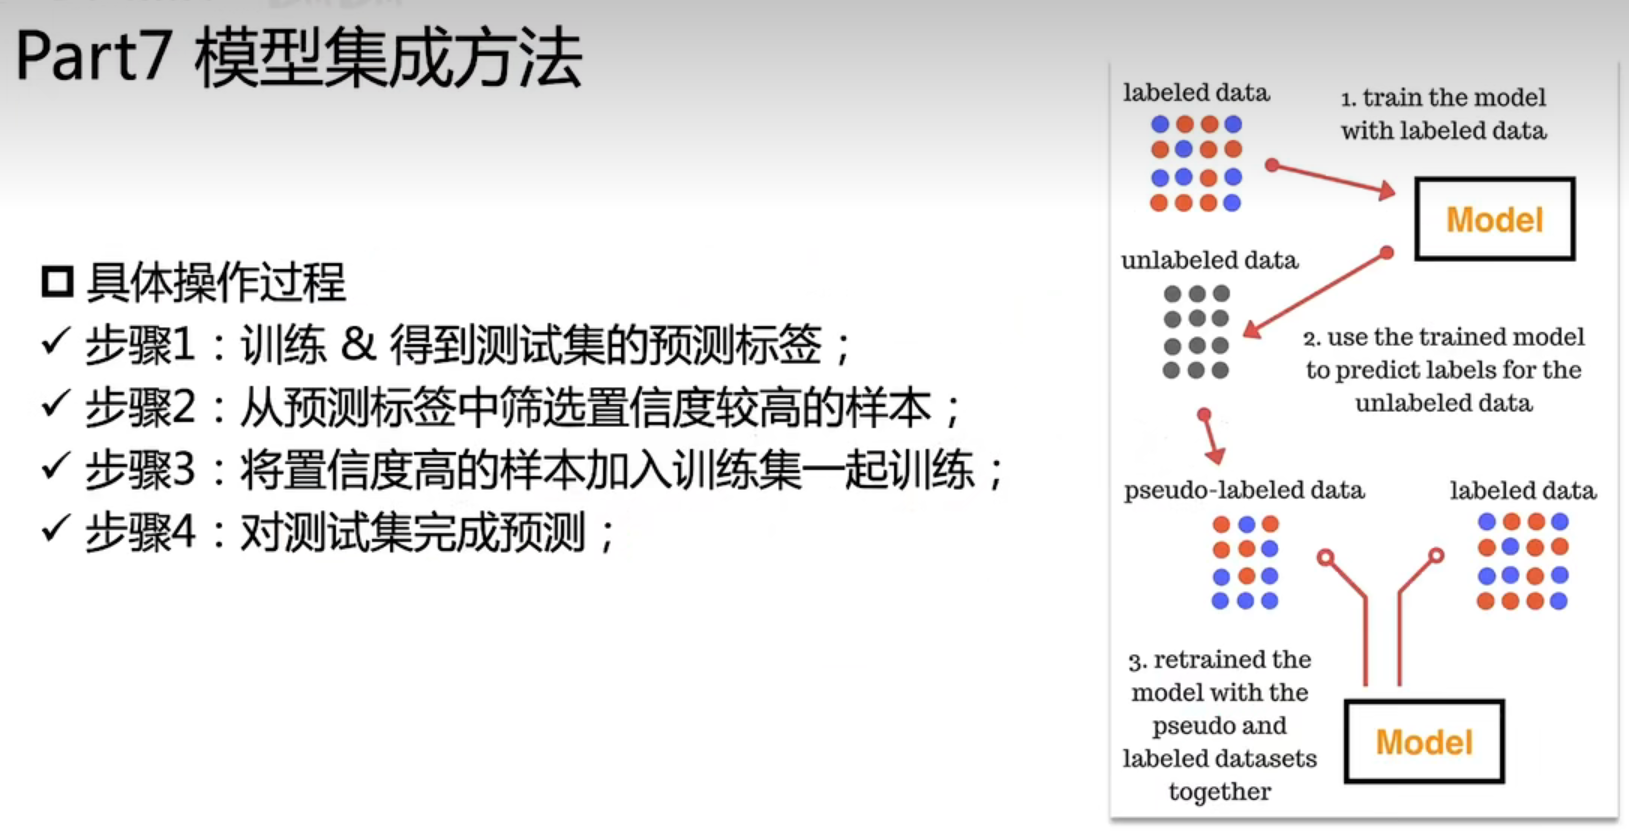 Part7 模型集成方法
具体操作过程
步骤1：训练 & 得到测试集的预测标签；
步骤2：从预测标签中筛选置信度较高的样本；
步骤3：将置信度高的样本加入训练集一起训练；
步骤4：对测试集完成预测；
labeled data
1. train the model
with labeled data
Model
unlabeled data
2. use the trained model
to predict labels for the
unlabeled data
pseudo-labeled data
labeled data
3. retrained the
model with the
pseudo and
labeled datasets
together
Model